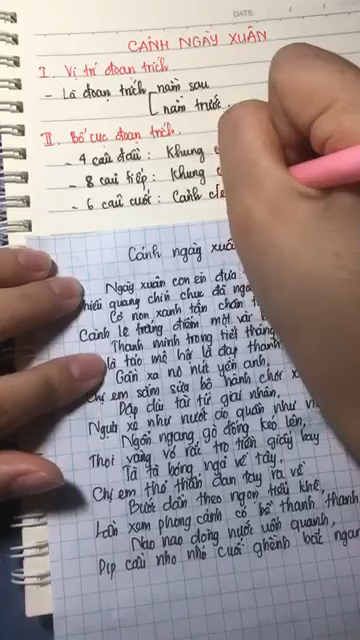 DATE:
CẢNH NGÀY XUÂN
I. Vị trí đoạn trích
- Là đoạn trích nằm sau
nằm trước
II. Bố cục đoạn trích.
- 4 câu đầu: Khung
- 8 câu tiếp: Khung
- 6 câu cuối: Cảnh
Cảnh ngày xuâ
Ngày xuân con én đưa
thiều quang chín chục đã ngo
Cỏ non xanh tận chân
Cành lê trắng điểm một vài
Thanh minh trong tiết tháng
là tảo mộ hội là đạp thanh
Gần xa nô nức yến anh,
Chị em sắm sửa bộ hành chơi x
Dập dìu tài tử giai nhân,
Ngựa xe như nước áo quần như
Ngổn ngang gò đống kéo lên,
Thoi vàng vó rắc tro tiền giấy bay
Tà tà bóng ngả về tây,
Chị em thơ thẩn dan tay ra về
Bước dần theo ngọn tiểu khê,
Lần xem phong cảnh có bề thanh thanh
Nao nao dòng nước uốn quanh,
Dịp cầu nho nhỏ cuối ghềnh bắc ngan